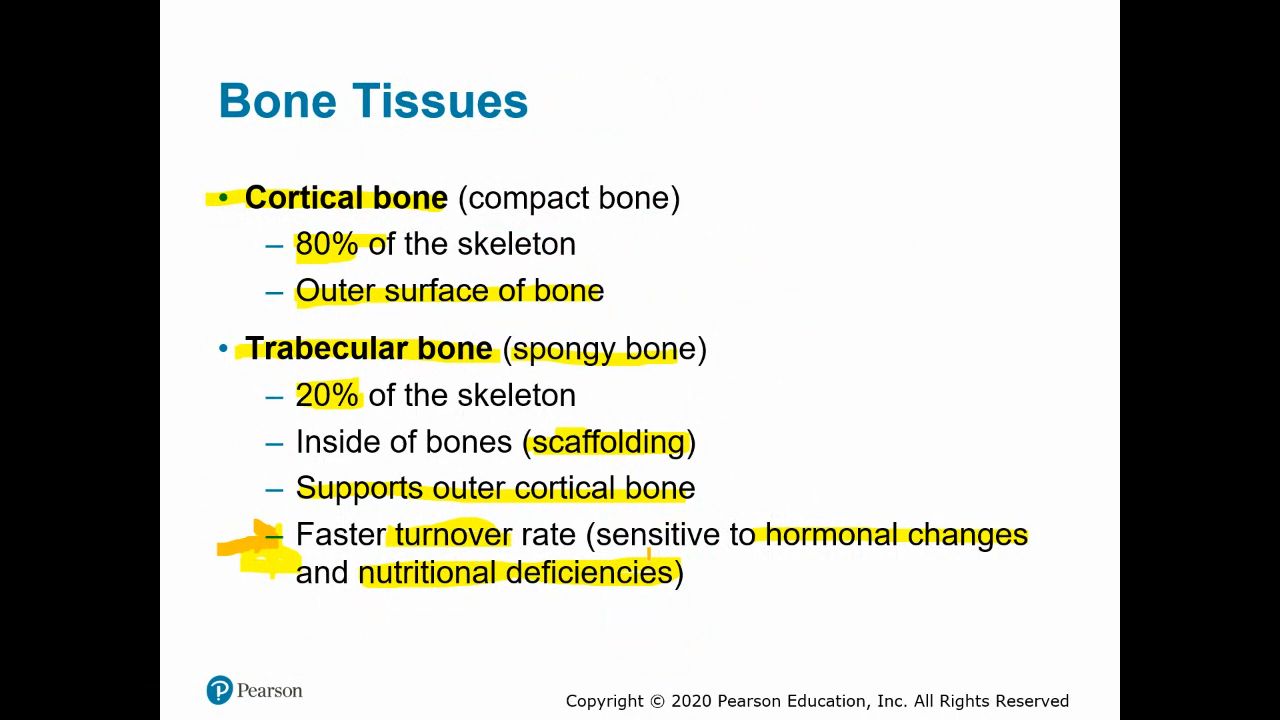 Bone Tissues
• Cortical bone (compact bone)
– 80% of the skeleton
– Outer surface of bone
• Trabecular bone (spongy bone)
– 20% of the skeleton
– Inside of bones (scaffolding)
– Supports outer cortical bone
– Faster turnover rate (sensitive to hormonal changes
and nutritional deficiencies)
Pearson
Copyright © 2020 Pearson Education, Inc. All Rights Reserved